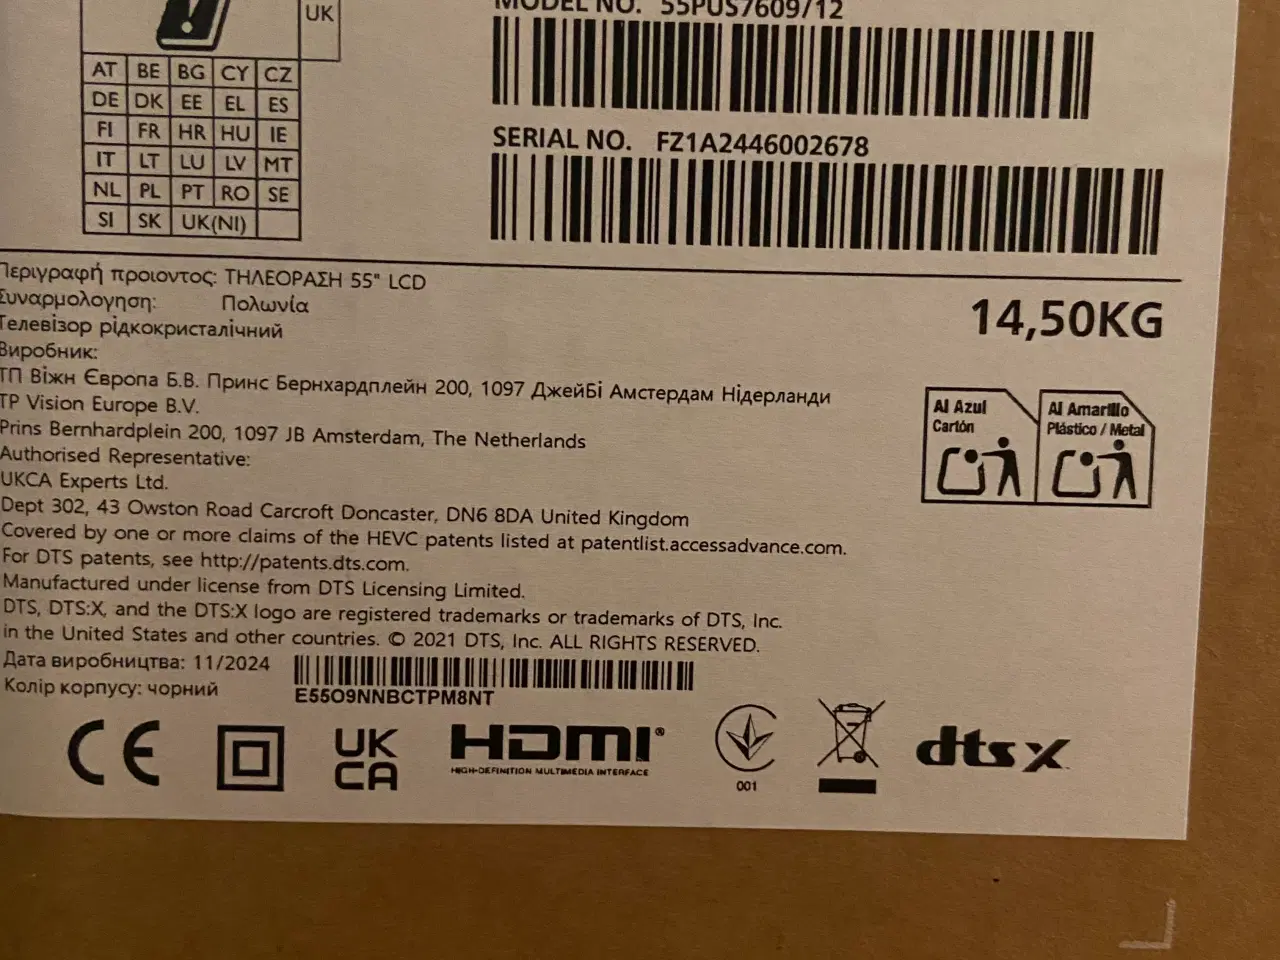 MODEL NO. 55PUS7609/12
UK
AT BE BG CY CZ
DE DK EE EL ES
FI FR HR HU IE
IT LT LU LV MT
NL PL PT RO SE
SI SK UK(NI)
SERIAL NO. FZ1A2446002678
Περιγραφή προιοντος: ΤΗΛΕΟΡΑΣΗ 55" LCD
Συναρμολογηση: Πολωνία
Телевізор рідкокристалічний
Виробник:
ТП Віжн Європа Б.В. Принс Бернхардплейн 200, 1097 ДжейБі Амстердам Нідерланди
TP Vision Europe B.V.
Prins Bernhardplein 200, 1097 JB Amsterdam, The Netherlands
Authorised Representative:
UKCA Experts Ltd.
Dept 302, 43 Owston Road Carcroft Doncaster, DN6 8DA United Kingdom
Covered by one or more claims of the HEVC patents listed at patentlist.accessadvance.com.
For DTS patents, see http://patents.dts.com.
Manufactured under license from DTS Licensing Limited.
DTS, DTS:X, and the DTS:X logo are registered trademarks or trademarks of DTS, Inc.
in the United States and other countries. © 2021 DTS, Inc. ALL RIGHTS RESERVED.
Дата виробництва: 11/2024
Колір корпусу: чорний
E55O9NNBCTPM8NT
14,50KG
Al Azul
Cartón
Al Amarillo
Plástico / Metal
CE
UK
CA
HDMI®
HIGH-DEFINITION MULTIMEDIA INTERFACE
001
dts X